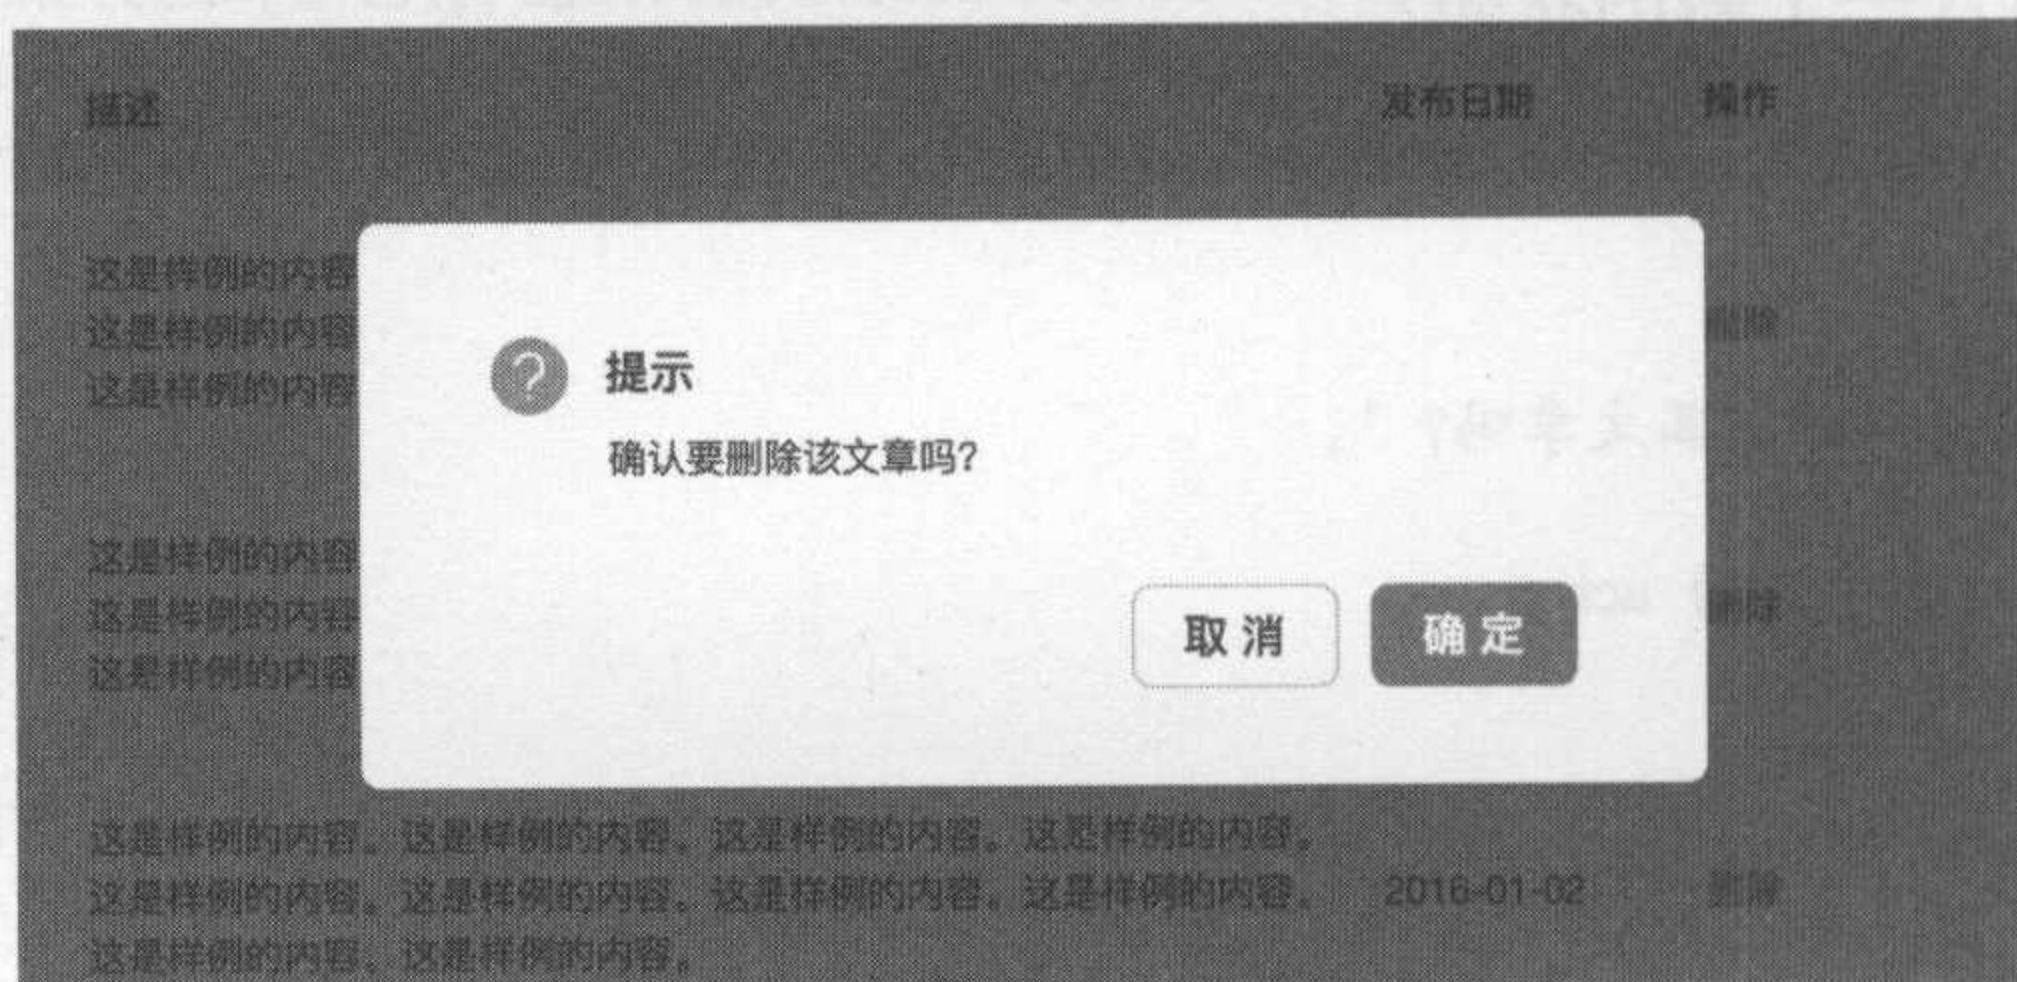 描述 发布日期 操作
这是样例的内容
这是样例的内容 删除
这是样例的内容
提示
确认要删除该文章吗?
取消 确定
这是样例的内容
这是样例的内容 删除
这是样例的内容
这是样例的内容。这是样例的内容。这是样例的内容。这是样例的内容。
这是样例的内容。这是样例的内容。这是样例的内容。这是样例的内容。 2016-01-02 删除
这是样例的内容。这是样例的内容。